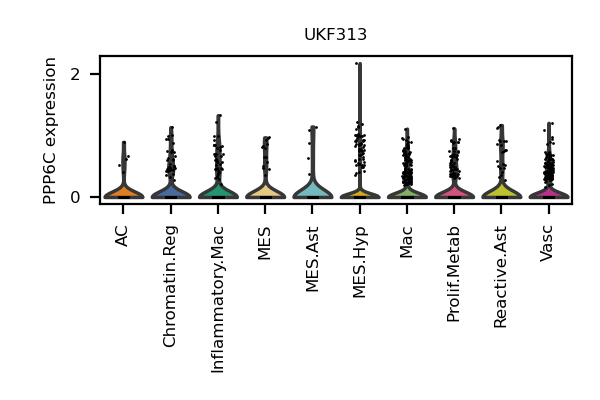 UKF313
PPP6C expression
2
0
AC
Chromatin.Reg
Inflammatory.Mac
MES
MES.Ast
MES.Hyp
Mac
Prolif.Metab
Reactive.Ast
Vasc